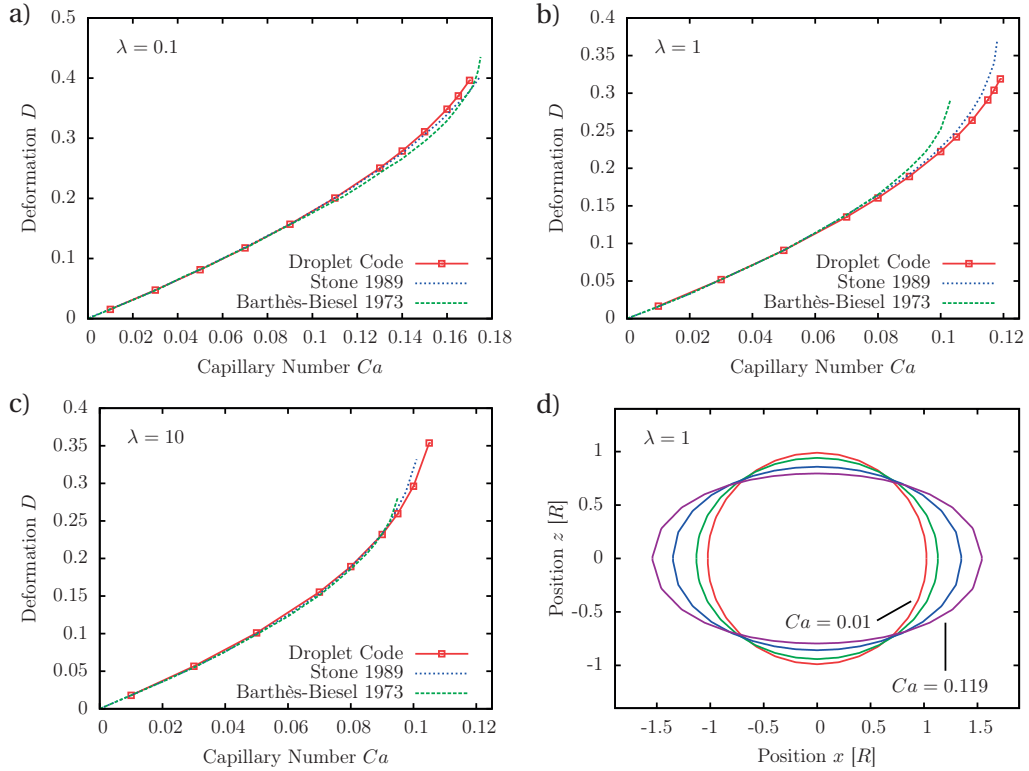 a)
λ = 0.1
Deformation D
0.5
0.4
0.3
0.2
0.1
0
Droplet Code
Stone 1989
Barthès-Biesel 1973
0 0.02 0.04 0.06 0.08 0.1 0.12 0.14 0.16 0.18
Capillary Number Ca
b)
λ = 1
Deformation D
0.4
0.35
0.3
0.25
0.2
0.15
0.1
0.05
0
Droplet Code
Stone 1989
Barthès-Biesel 1973
0 0.02 0.04 0.06 0.08 0.1 0.12
Capillary Number Ca
c)
λ = 10
Deformation D
0.4
0.35
0.3
0.25
0.2
0.15
0.1
0.05
0
Droplet Code
Stone 1989
Barthès-Biesel 1973
0 0.02 0.04 0.06 0.08 0.1 0.12
Capillary Number Ca
d)
λ = 1
Position z [R]
1
0.5
0
-0.5
-1
Ca = 0.01
Ca = 0.119
-1.5 -1 -0.5 0 0.5 1 1.5
Position x [R]